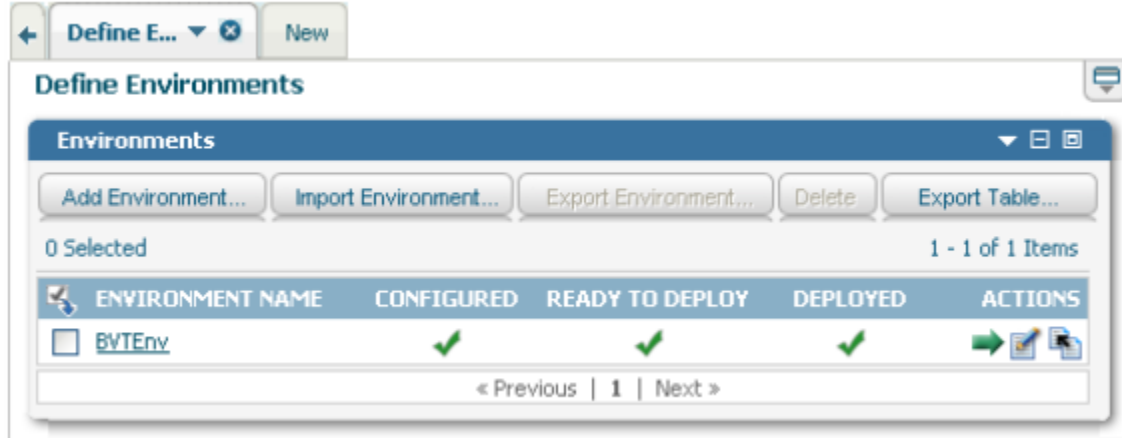 Define E... New
Define Environments
Environments
Add Environment... Import Environment... Export Environment... Delete Export Table...
0 Selected 1 - 1 of 1 Items
ENVIRONMENT NAME CONFIGURED READY TO DEPLOY DEPLOYED ACTIONS
BVTEnv
« Previous | 1 | Next »